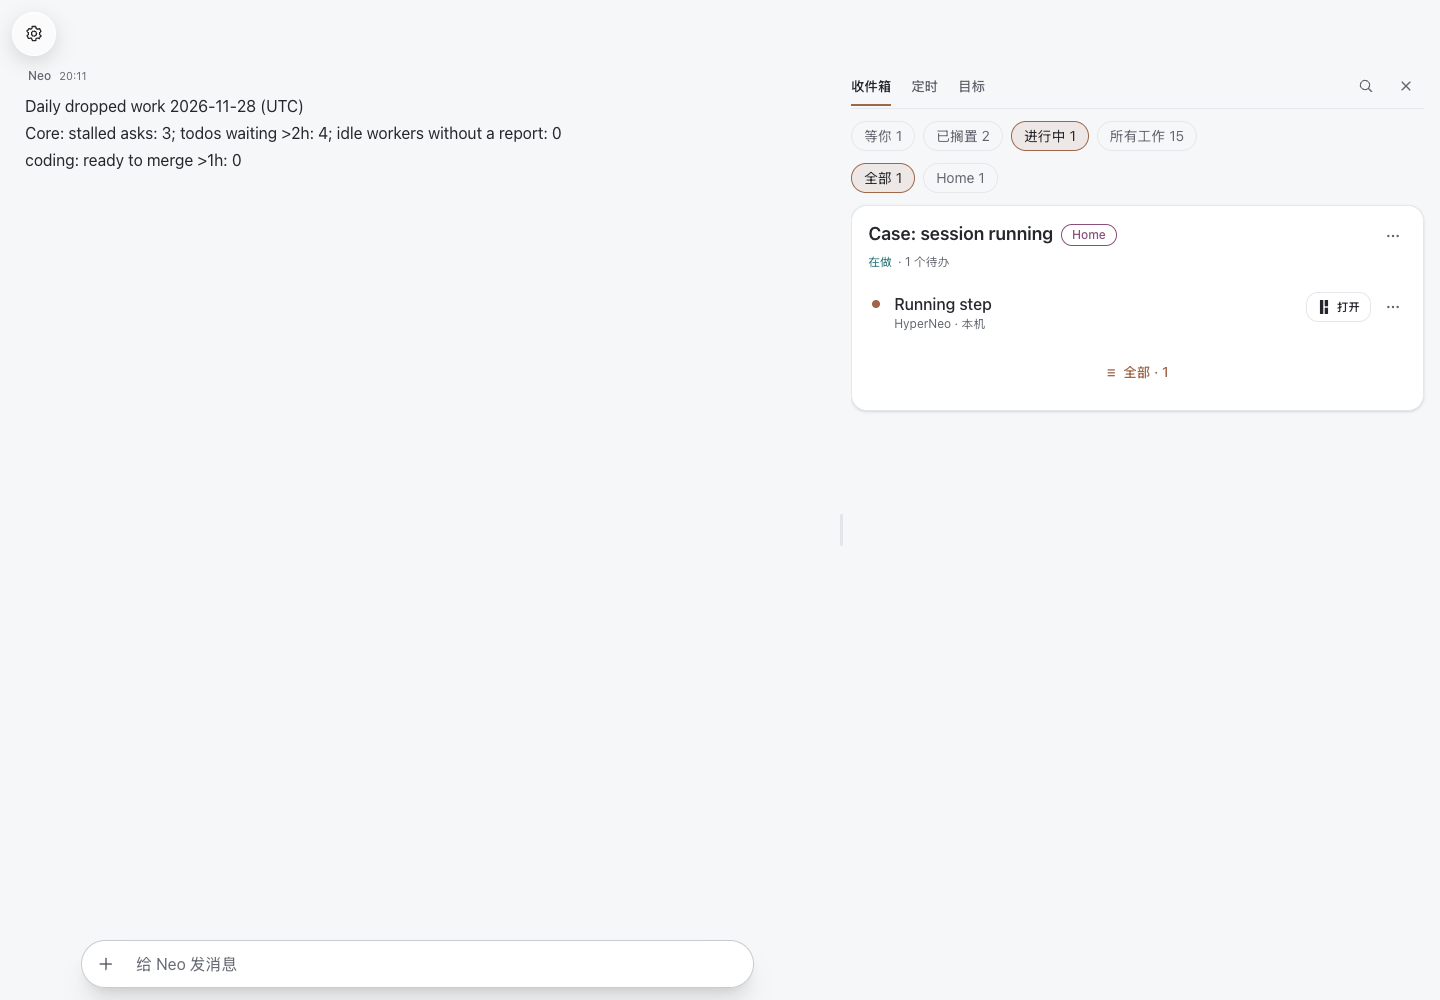 Neo 20:11
Daily dropped work 2026-11-28 (UTC)
Core: stalled asks: 3; todos waiting >2h: 4; idle workers without a report: 0
coding: ready to merge >1h: 0
给 Neo 发消息
收件箱 定时 目标
等你 1 已搁置 2 进行中 1 所有工作 15
全部 1 Home 1
Case: session running Home
在做 · 1 个待办
Running step
HyperNeo · 本机
打开
全部 · 1